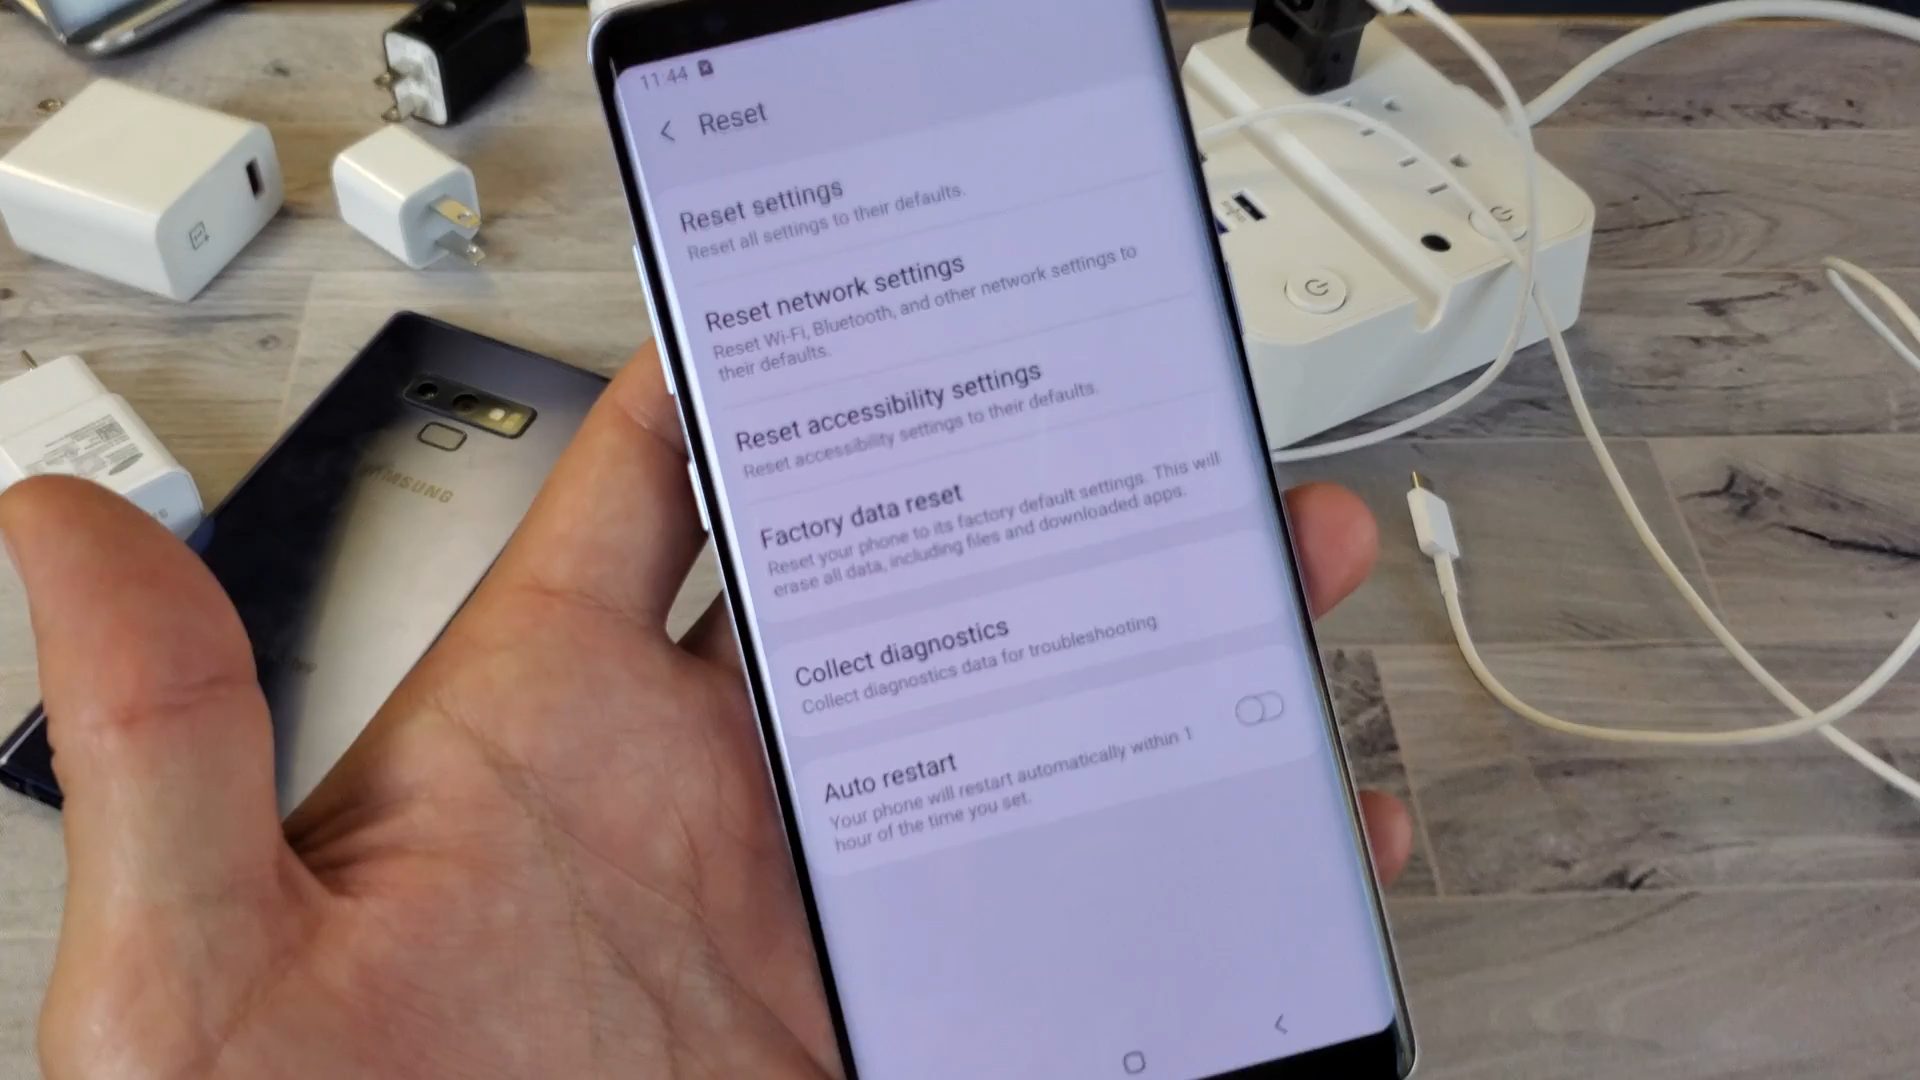 11:44
Reset
Reset settings
Reset all settings to their defaults.
Reset network settings
Reset Wi-Fi, Bluetooth, and other network settings to
their defaults.
Reset accessibility settings
Reset accessibility settings to their defaults.
Factory data reset
Reset your phone to its factory default settings. This will
erase all data, including files and downloaded apps.
Collect diagnostics
Collect diagnostics data for troubleshooting
Auto restart
Your phone will restart automatically within 1
hour of the time you set.
SAMSUNG